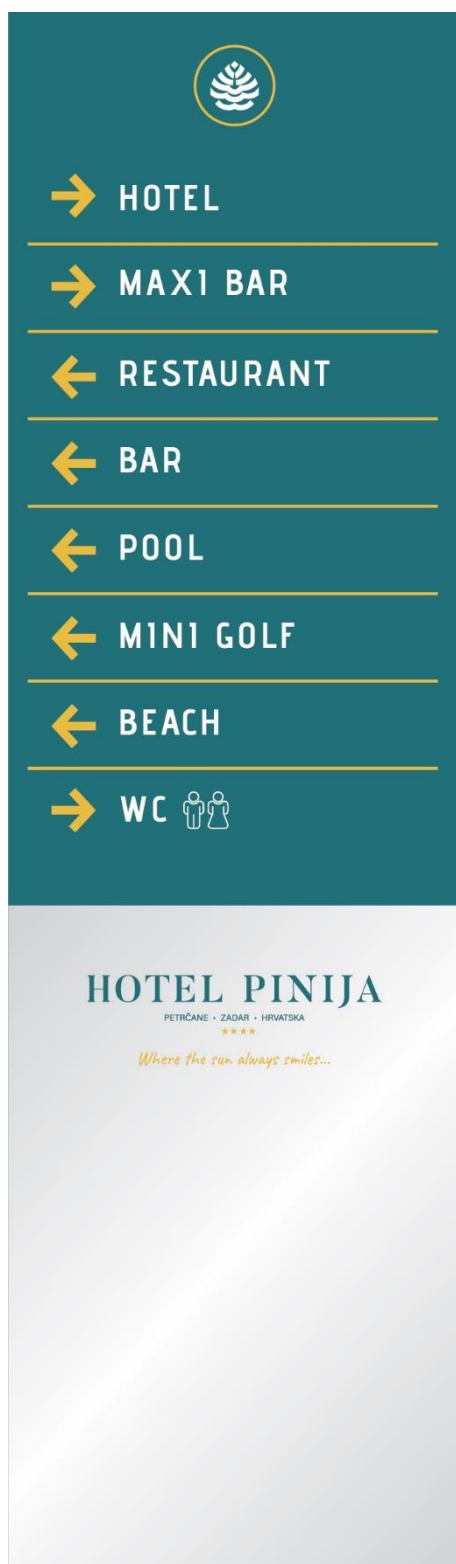 HOTEL
MAXI BAR
RESTAURANT
BAR
POOL
MINI GOLF
BEACH
WC
HOTEL PINIJA
PETRČANE • ZADAR • HRVATSKA
Where the sun always smiles...